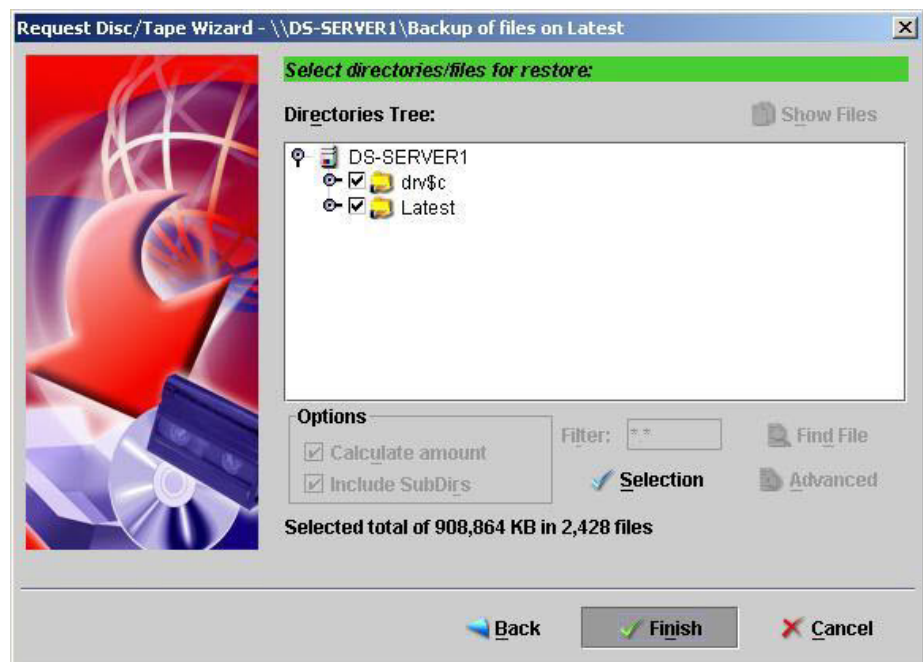 Request Disc/Tape Wizard - \\DS-SERVER1\Backup of files on Latest
Select directories/files for restore:
Directories Tree:
Show Files
DS-SERVER1
drv$c
Latest
Options
Calculate amount
Include SubDirs
Filter: *.*
Find File
Selection
Advanced
Selected total of 908,864 KB in 2,428 files
Back
Finish
Cancel